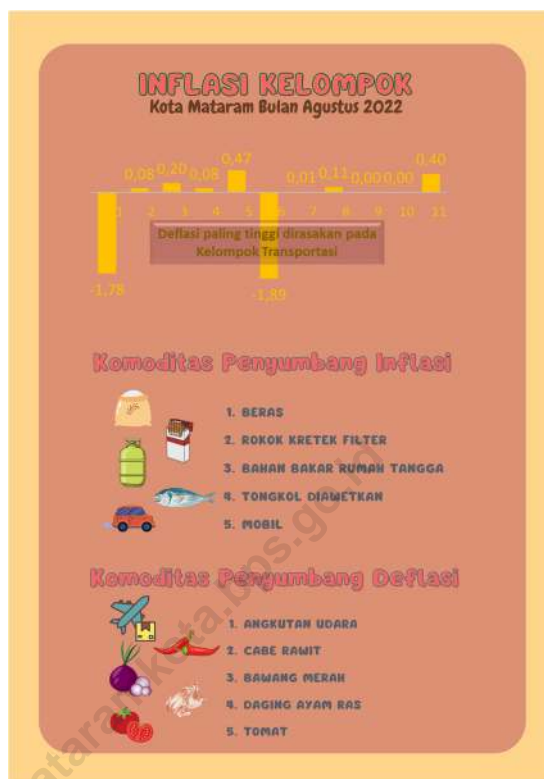 INFLASI KELOMPOK
Kota Mataram Bulan Agustus 2022
0,08 0,20 0,08 0,47 0,01 0,11 0,00 0,00 0,40
1 2 3 4 5 6 7 8 9 10 11
Deflasi paling tinggi dirasakan pada
Kelompok Transportasi
-1,78 -1,89
Komoditas Penyumbang Inflasi
1. BERAS
2. ROKOK KRETEK FILTER
3. BAHAN BAKAR RUMAH TANGGA
4. TONGKOL DIAWETKAN
5. MOBIL
Komoditas Penyumbang Deflasi
1. ANGKUTAN UDARA
2. CABE RAWIT
3. BAWANG MERAH
4. DAGING AYAM RAS
5. TOMAT
ataramkota.bps.go.id